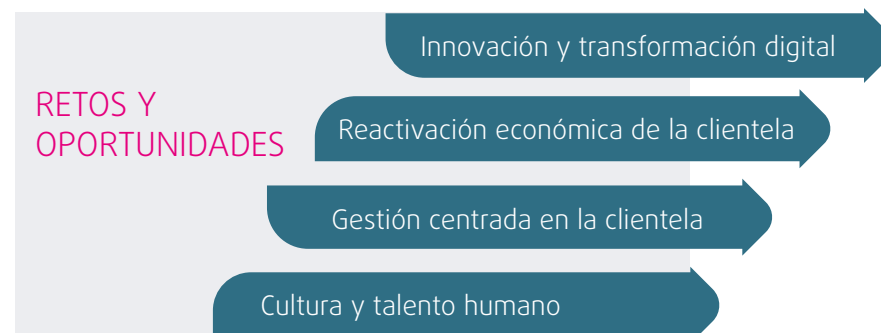 RETOS Y
OPORTUNIDADES
Innovación y transformación digital
Reactivación económica de la clientela
Gestión centrada en la clientela
Cultura y talento humano